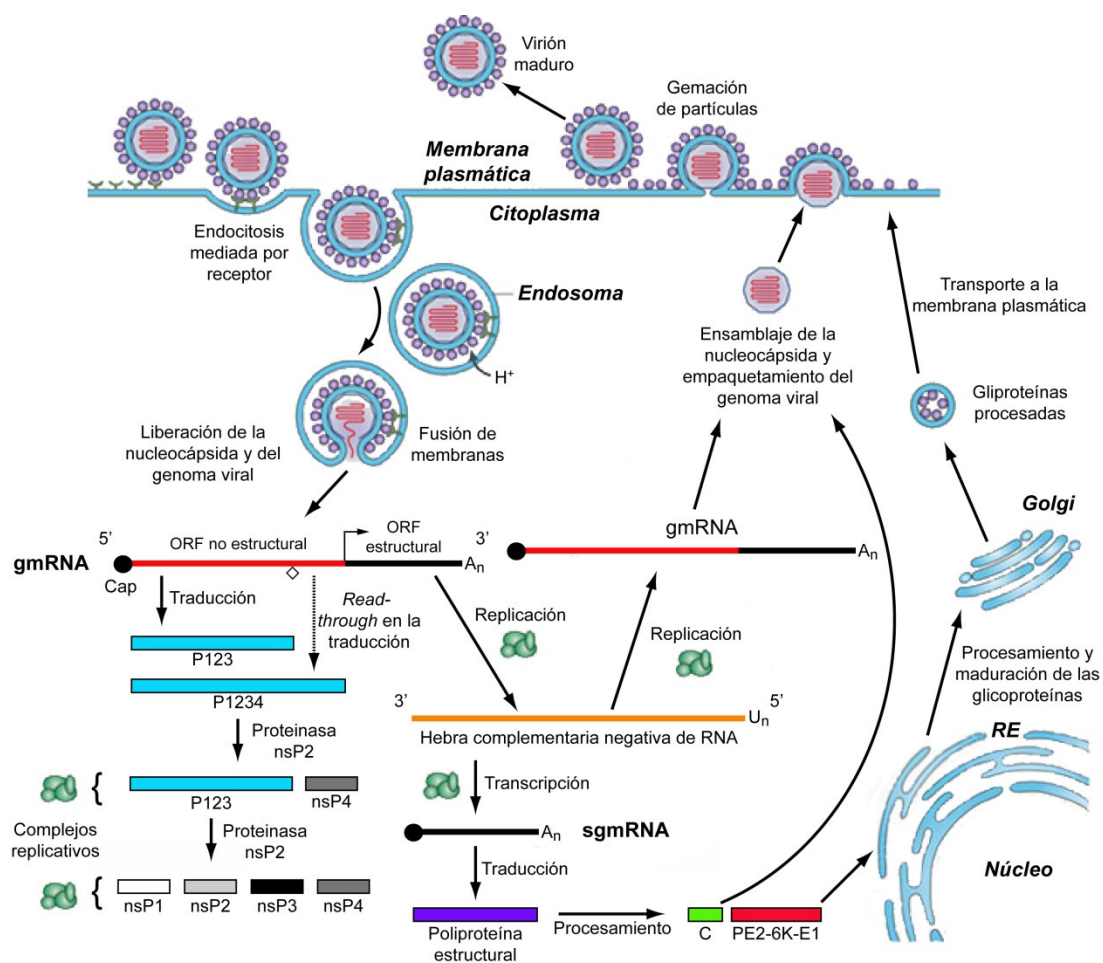 Virión
maduro
Gemación
de partículas
Membrana
plasmática
Citoplasma
Endocitosis
mediada por
receptor
Endosoma
H+
Transporte a la
membrana plasmática
Ensamblaje de la
nucleocápsida y
empaquetamiento del
genoma viral
Gliproteínas
procesadas
Liberación de la
nucleocápsida y del
genoma viral
Fusión de
membranas
Golgi
5’
ORF no estructural
ORF
estructural
3’
gmRNA
Cap
An
gmRNA
An
Traducción
Read-
through en la
traducción
Replicación
Replicación
P123
P1234
Procesamiento y
maduración de las
glicoproteínas
3’
5’
Un
Hebra complementaria negativa de RNA
RE
Proteinasa
nsP2
{
P123
nsP4
Transcripción
An
sgmRNA
Complejos
replicativos
Proteinasa
nsP2
Traducción
Núcleo
{
nsP1
nsP2
nsP3
nsP4
Poliproteína
estructural
Procesamiento
C
PE2-6K-E1